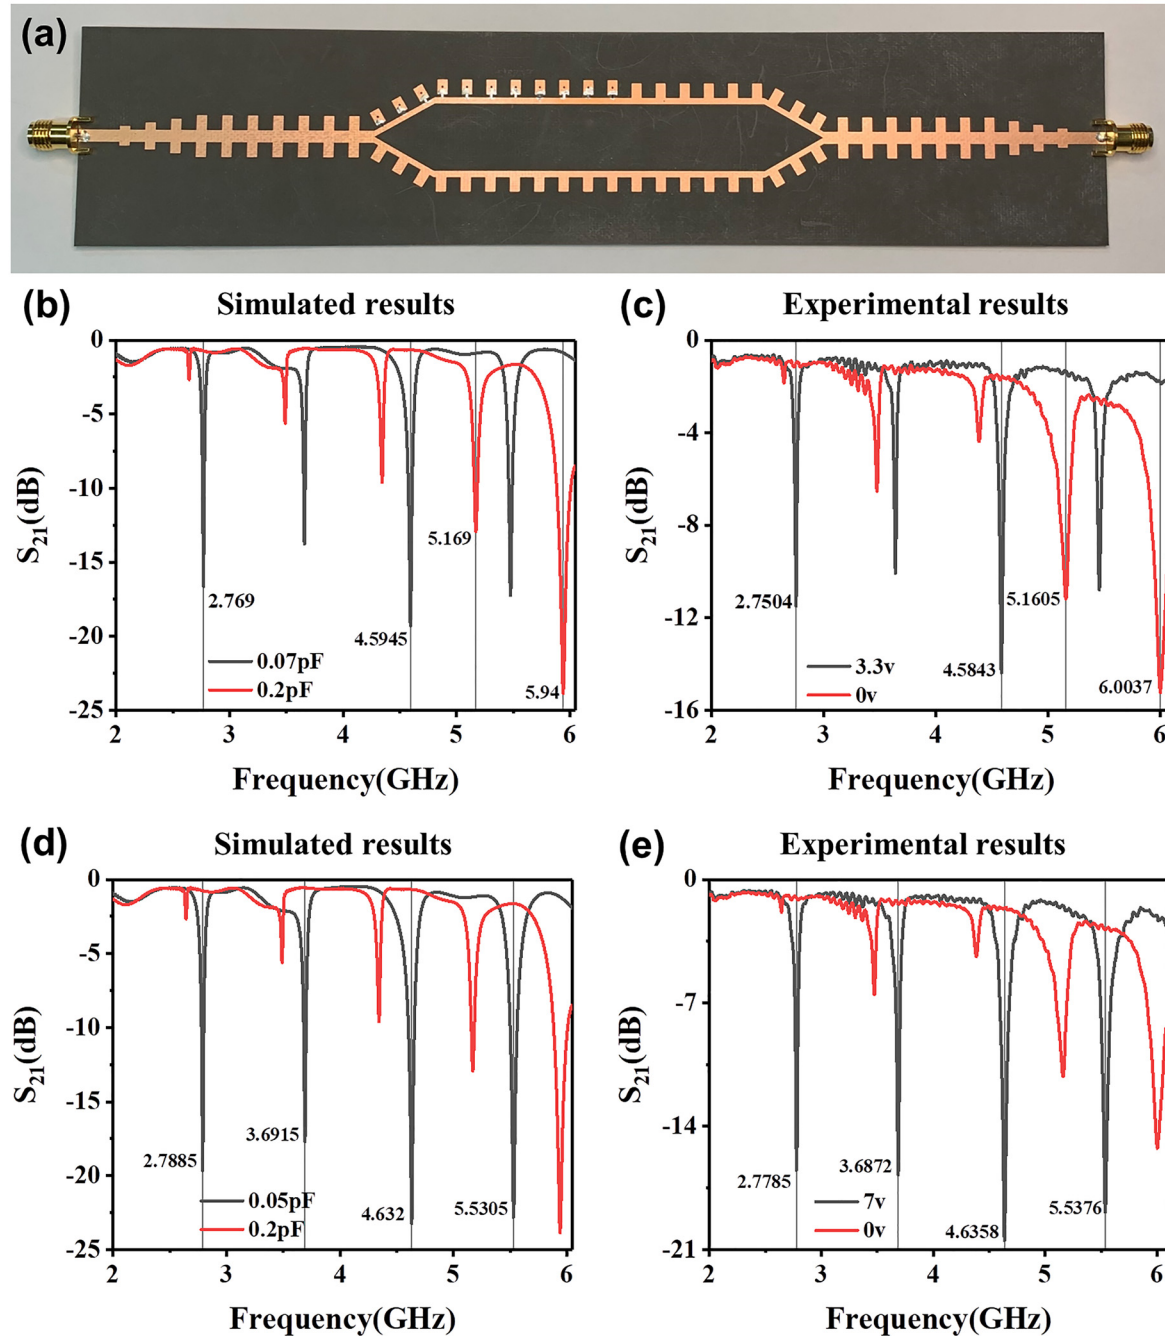 (a)
(b) Simulated results
0
-5
-10
-15
-20
-25
S21(dB)
2.769
4.5945
5.169
5.94
0.07pF
0.2pF
2 3 4 5 6
Frequency(GHz)
(c) Experimental results
0
-4
-8
-12
-16
S21(dB)
2.7504
4.5843
5.1605
6.0037
3.3v
0v
2 3 4 5 6
Frequency(GHz)
(d) Simulated results
0
-5
-10
-15
-20
-25
S21(dB)
2.7885
3.6915
4.632
5.5305
0.05pF
0.2pF
2 3 4 5 6
Frequency(GHz)
(e) Experimental results
0
-7
-14
-21
S21(dB)
2.7785
3.6872
4.6358
5.5376
7v
0v
2 3 4 5 6
Frequency(GHz)